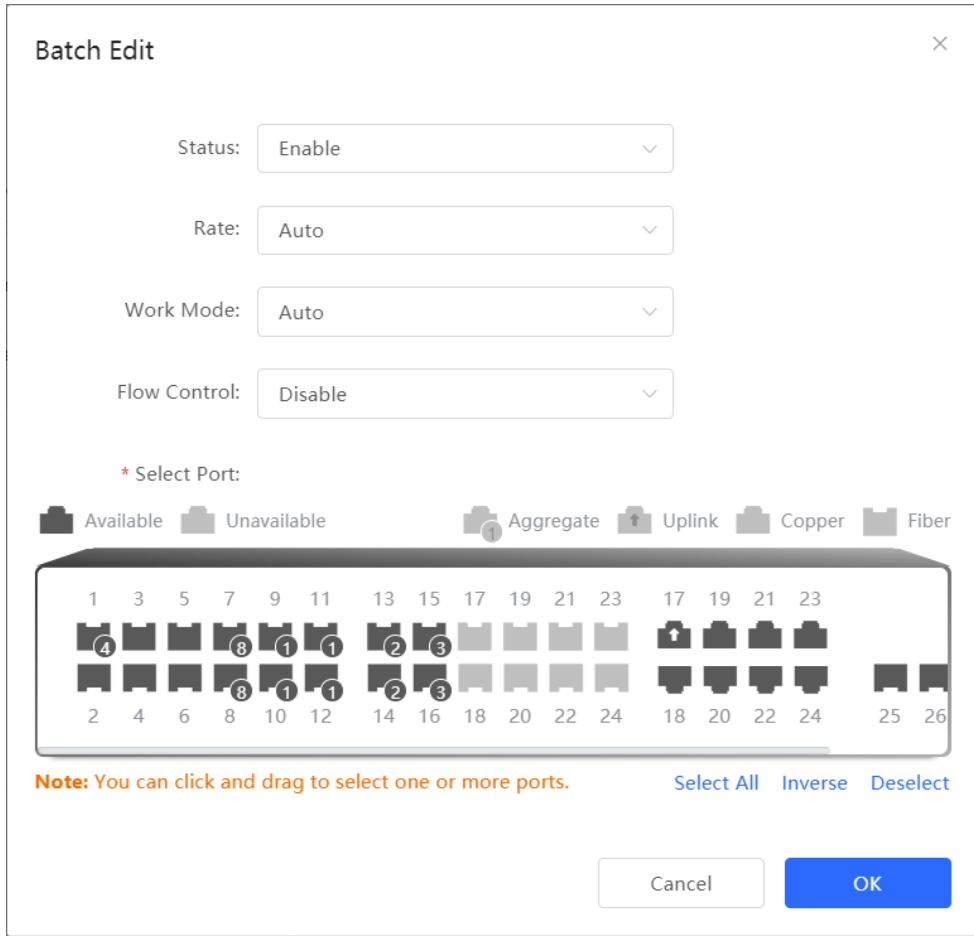 Batch Edit
Status: Enable
Rate: Auto
Work Mode: Auto
Flow Control: Disable
* Select Port:
Available Unavailable 1 Aggregate Uplink Copper Fiber
1 3 5 7 9 11 13 15 17 19 21 23 17 19 21 23
4 8 1 1 2 3
8 1 1 2 3
2 4 6 8 10 12 14 16 18 20 22 24 18 20 22 24 25 26
Note: You can click and drag to select one or more ports. Select All Inverse Deselect
Cancel OK